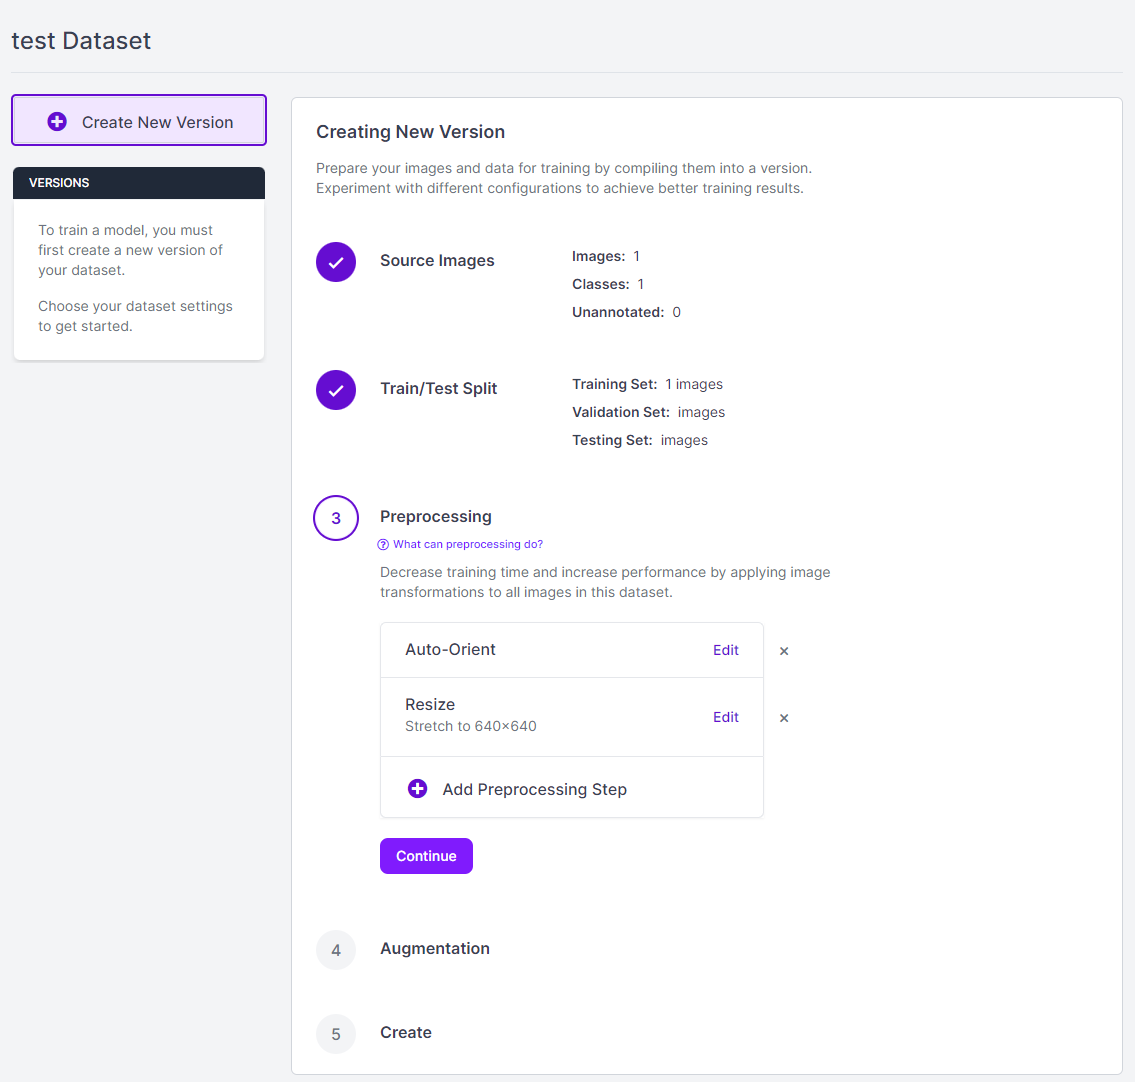 test Dataset
Create New Version
VERSIONS
To train a model, you must
first create a new version of
your dataset.
Choose your dataset settings
to get started.
Creating New Version
Prepare your images and data for training by compiling them into a version.
Experiment with different configurations to achieve better training results.
Source Images
Images: 1
Classes: 1
Unannotated: 0
Train/Test Split
Training Set: 1 images
Validation Set: images
Testing Set: images
3
Preprocessing
What can preprocessing do?
Decrease training time and increase performance by applying image
transformations to all images in this dataset.
Auto-Orient Edit ×
Resize
Stretch to 640×640
Edit ×
Add Preprocessing Step
Continue
4 Augmentation
5 Create